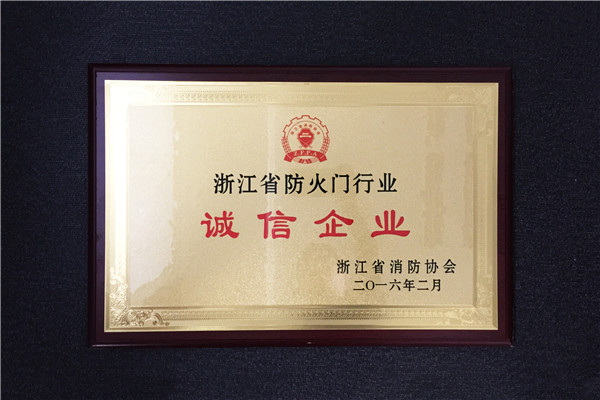 浙江省防火门行业
诚信企业
浙江省消防协会
二〇一六年二月